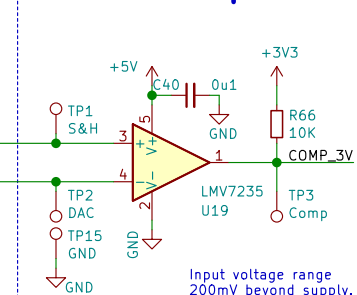 +5V
+3V3
C40
0u1
TP1
S&H
5
GND
R66
10K
3
+
V+
1
COMP_3V
4
V-
TP2
DAC
2
LMV7235
U19
TP3
Comp
TP15
GND
GND
GND
Input voltage range
200mV beyond supply.